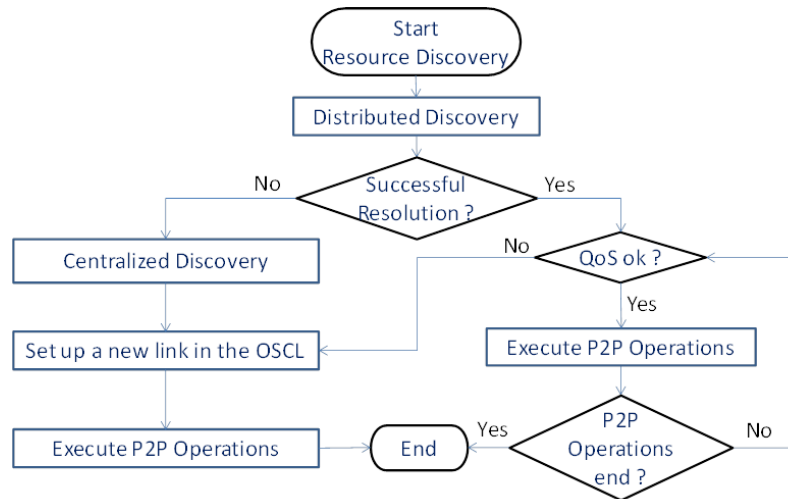 Start
Resource Discovery
Distributed Discovery
No
Successful
Resolution ?
Yes
Centralized Discovery
No
QoS ok ?
Yes
Set up a new link in the OSCL
Execute P2P Operations
Execute P2P Operations
End
Yes
P2P
Operations
end ?
No